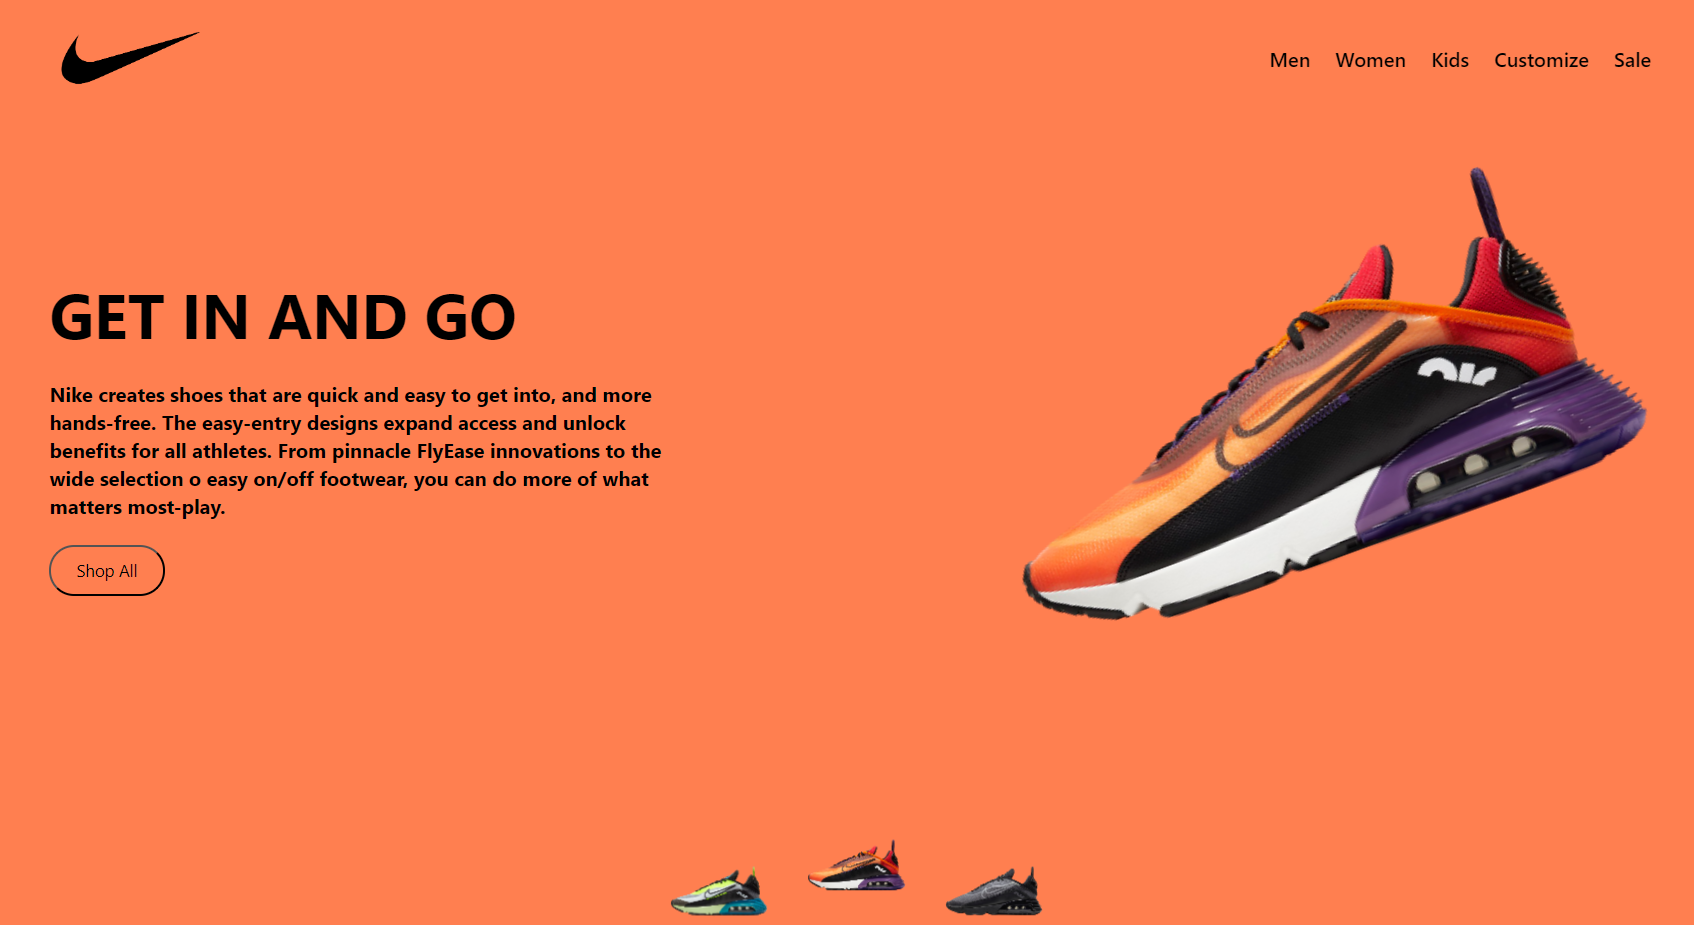 Men Women Kids Customize Sale
GET IN AND GO
Nike creates shoes that are quick and easy to get into, and more
hands-free. The easy-entry designs expand access and unlock
benefits for all athletes. From pinnacle FlyEase innovations to the
wide selection o easy on/off footwear, you can do more of what
matters most-play.
Shop All
air